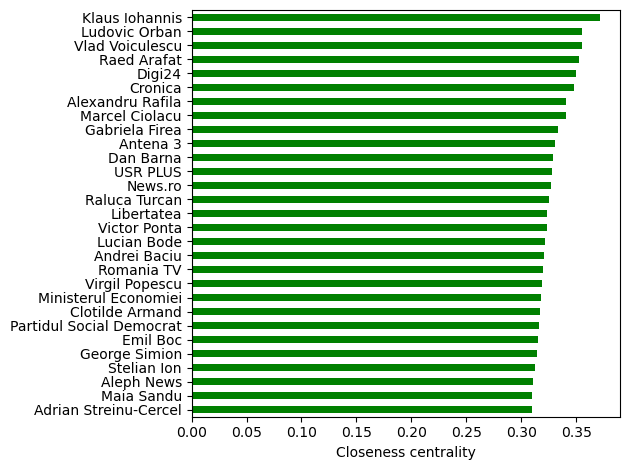 Klaus Iohannis
Ludovic Orban
Vlad Voiculescu
Raed Arafat
Digi24
Cronica
Alexandru Rafila
Marcel Ciolacu
Gabriela Firea
Antena 3
Dan Barna
USR PLUS
News.ro
Raluca Turcan
Libertatea
Victor Ponta
Lucian Bode
Andrei Baciu
Romania TV
Virgil Popescu
Ministerul Economiei
Clotilde Armand
Partidul Social Democrat
Emil Boc
George Simion
Stelian Ion
Aleph News
Maia Sandu
Adrian Streinu-Cercel
0.00 0.05 0.10 0.15 0.20 0.25 0.30 0.35
Closeness centrality